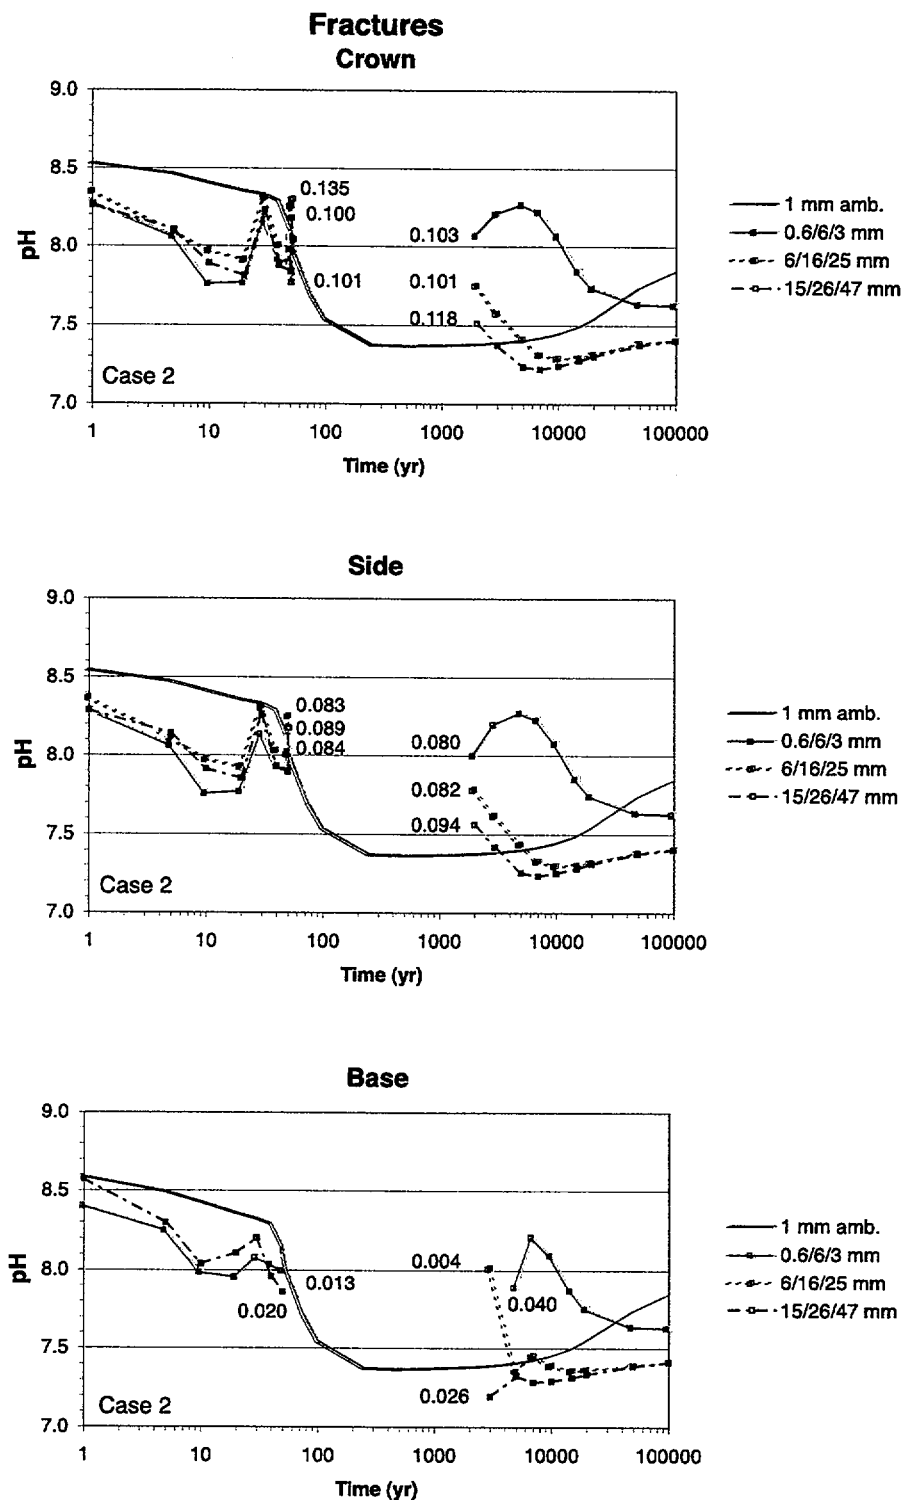 Fractures
Crown
9.0
8.5
8.0
7.5
7.0
pH
0.135
0.100
0.101
0.103
0.101
0.118
Case 2
1 10 100 1000 10000 100000
Time (yr)
1 mm amb.
0.6/6/3 mm
6/16/25 mm
15/26/47 mm
Side
9.0
8.5
8.0
7.5
7.0
pH
0.083
0.089
0.084
0.080
0.082
0.094
Case 2
1 10 100 1000 10000 100000
Time (yr)
1 mm amb.
0.6/6/3 mm
6/16/25 mm
15/26/47 mm
Base
9.0
8.5
8.0
7.5
7.0
pH
0.013
0.020
0.004
0.040
0.026
Case 2
1 10 100 1000 10000 100000
Time (yr)
1 mm amb.
0.6/6/3 mm
6/16/25 mm
15/26/47 mm